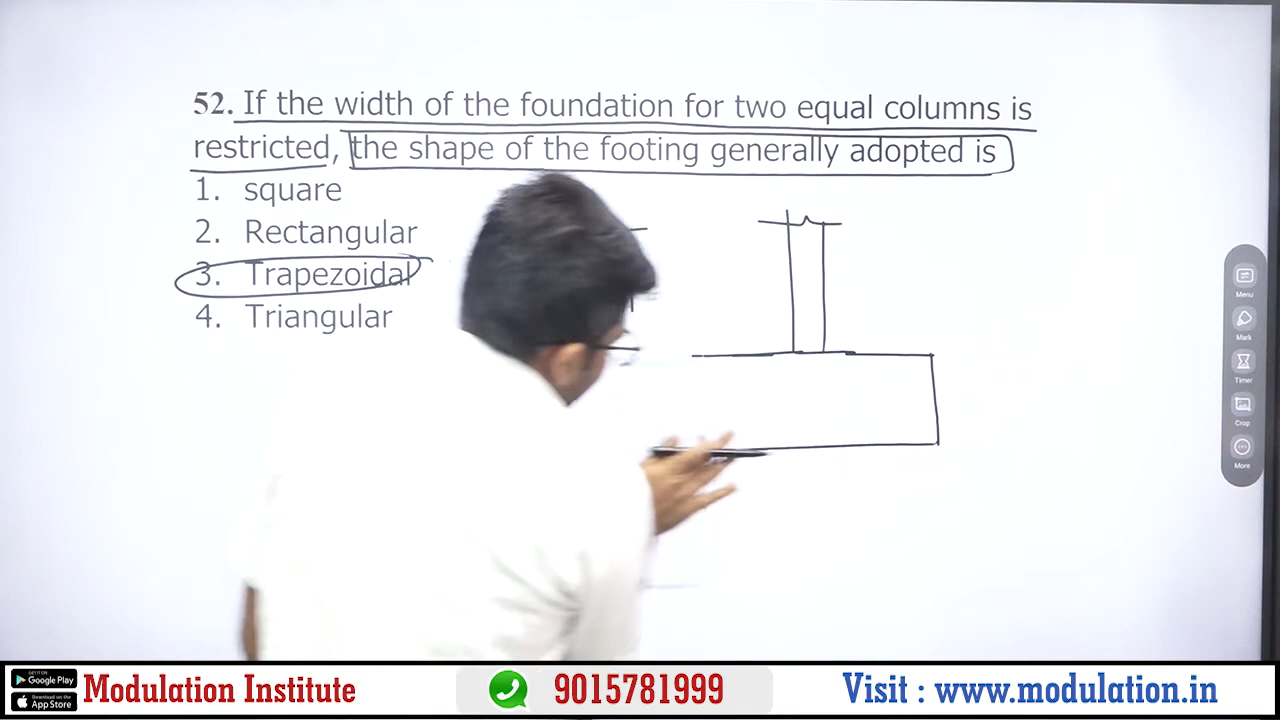 52. If the width of the foundation for two equal columns is
restricted, the shape of the footing generally adopted is
1. square
2. Rectangular
3. Trapezoidal
4. Triangular
Menu
Mark
Timer
Crop
More
GET IT ON
Google Play
Download on the
App Store
Modulation Institute
9015781999
Visit : www.modulation.in